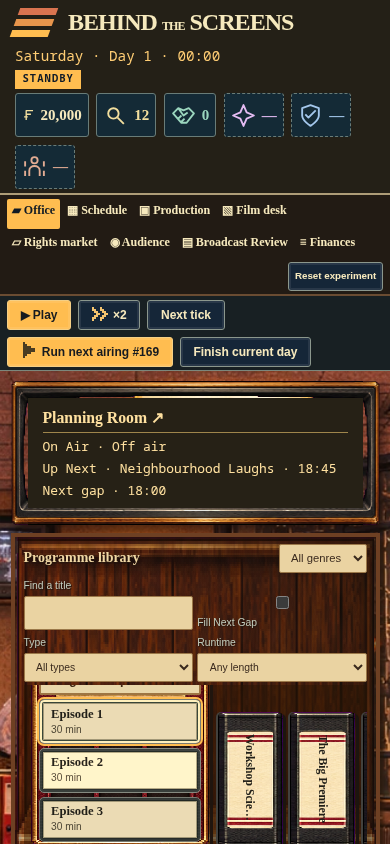 BEHIND THE SCREENS
Saturday · Day 1 · 00:00
STANDBY
20,000
12
0
—
—
—
Office
Schedule
Production
Film desk
Rights market
Audience
Broadcast Review
Finances
Reset experiment
▶ Play
×2
Next tick
Run next airing #169
Finish current day
Planning Room ↗
On Air · Off air
Up Next · Neighbourhood Laughs · 18:45
Next gap · 18:00
Programme library
All genres
Find a title
Fill Next Gap
Type
Runtime
All types
Any length
Episode 1
30 min
Episode 2
30 min
Episode 3
30 min
Workshop Scie…
The Big Premiere